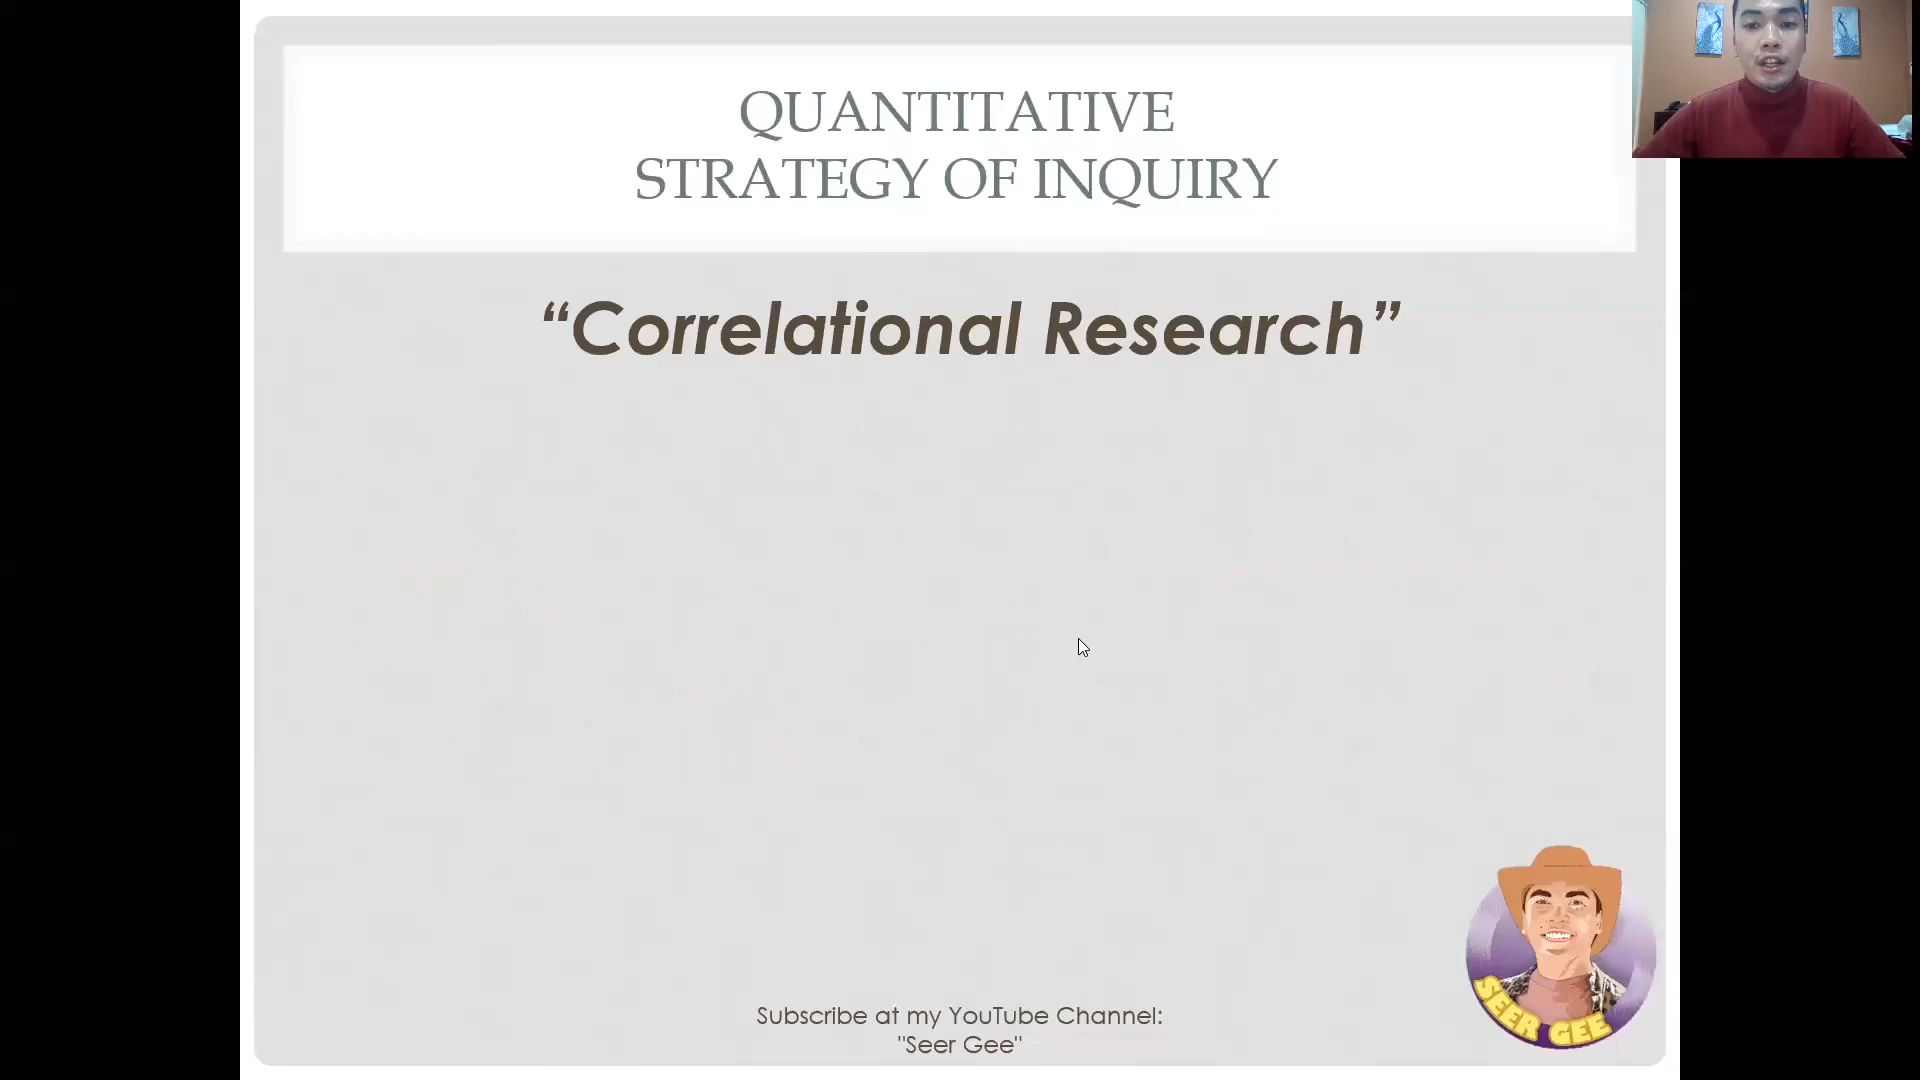 QUANTITATIVE
STRATEGY OF INQUIRY
“Correlational Research”
SEER GEE
Subscribe at my YouTube Channel:
"Seer Gee"